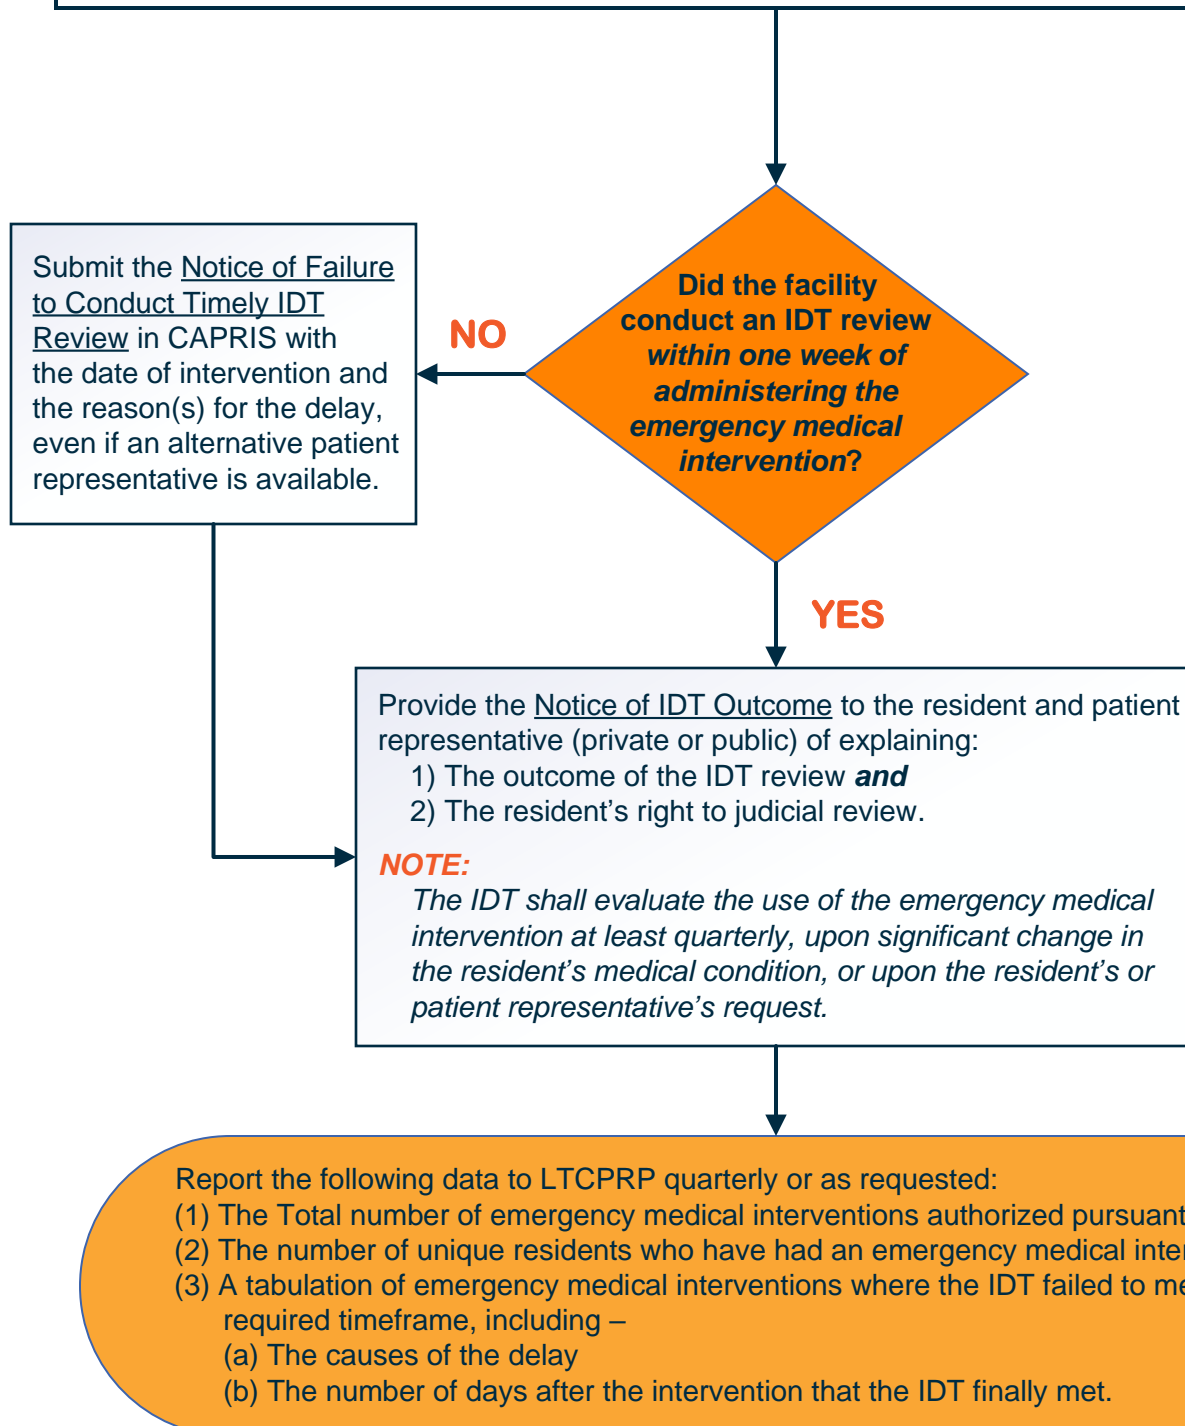 Did the facility
conduct an IDT review
within one week of
administering the
emergency medical
intervention?
NO
Submit the Notice of Failure
to Conduct Timely IDT
Review in CAPRIS with
the date of intervention and
the reason(s) for the delay,
even if an alternative patient
representative is available.
YES
Provide the Notice of IDT Outcome to the resident and patient
representative (private or public) of explaining:
1) The outcome of the IDT review and
2) The resident’s right to judicial review.
NOTE:
The IDT shall evaluate the use of the emergency medical
intervention at least quarterly, upon significant change in
the resident’s medical condition, or upon the resident’s or
patient representative’s request.
Report the following data to LTCPRP quarterly or as requested:
(1) The Total number of emergency medical interventions authorized pursuant
(2) The number of unique residents who have had an emergency medical
(3) A tabulation of emergency medical interventions where the IDT failed to
required timeframe, including –
(a) The causes of the delay
(b) The number of days after the intervention that the IDT finally met.